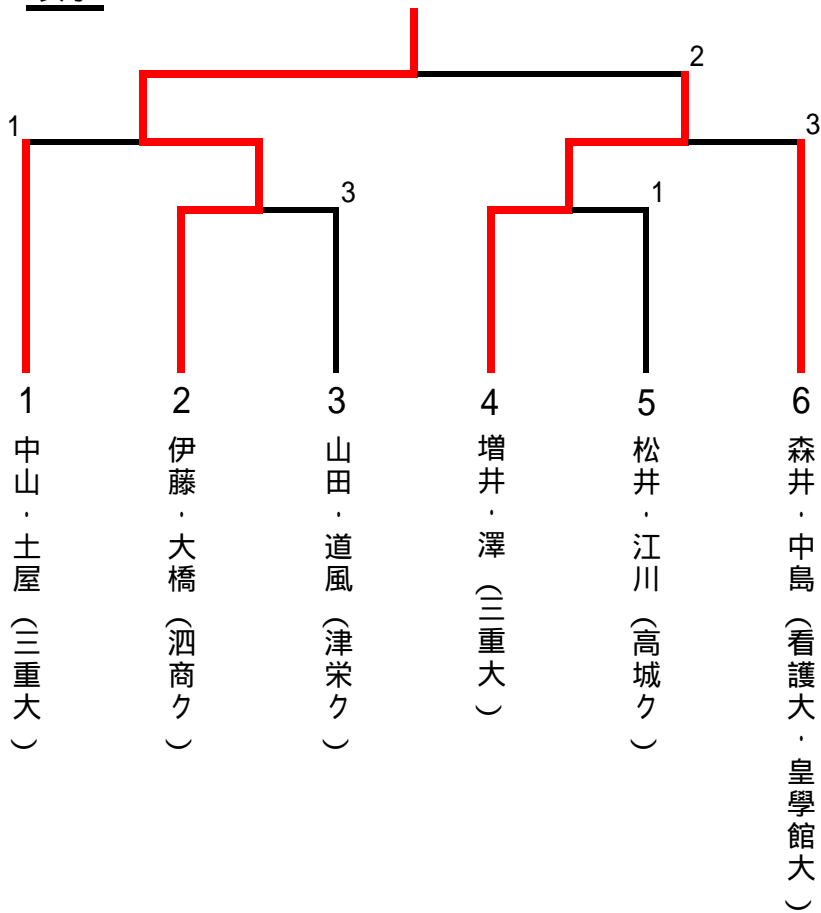 2
1
3
3
1
1
2
3
4
5
6
中山・土屋（三重大）
伊藤・大橋（泗商ク）
山田・道風（津栄ク）
増井・澤（三重大）
松井・江川（高城ク）
森井・中島（看護大・皇學館大）